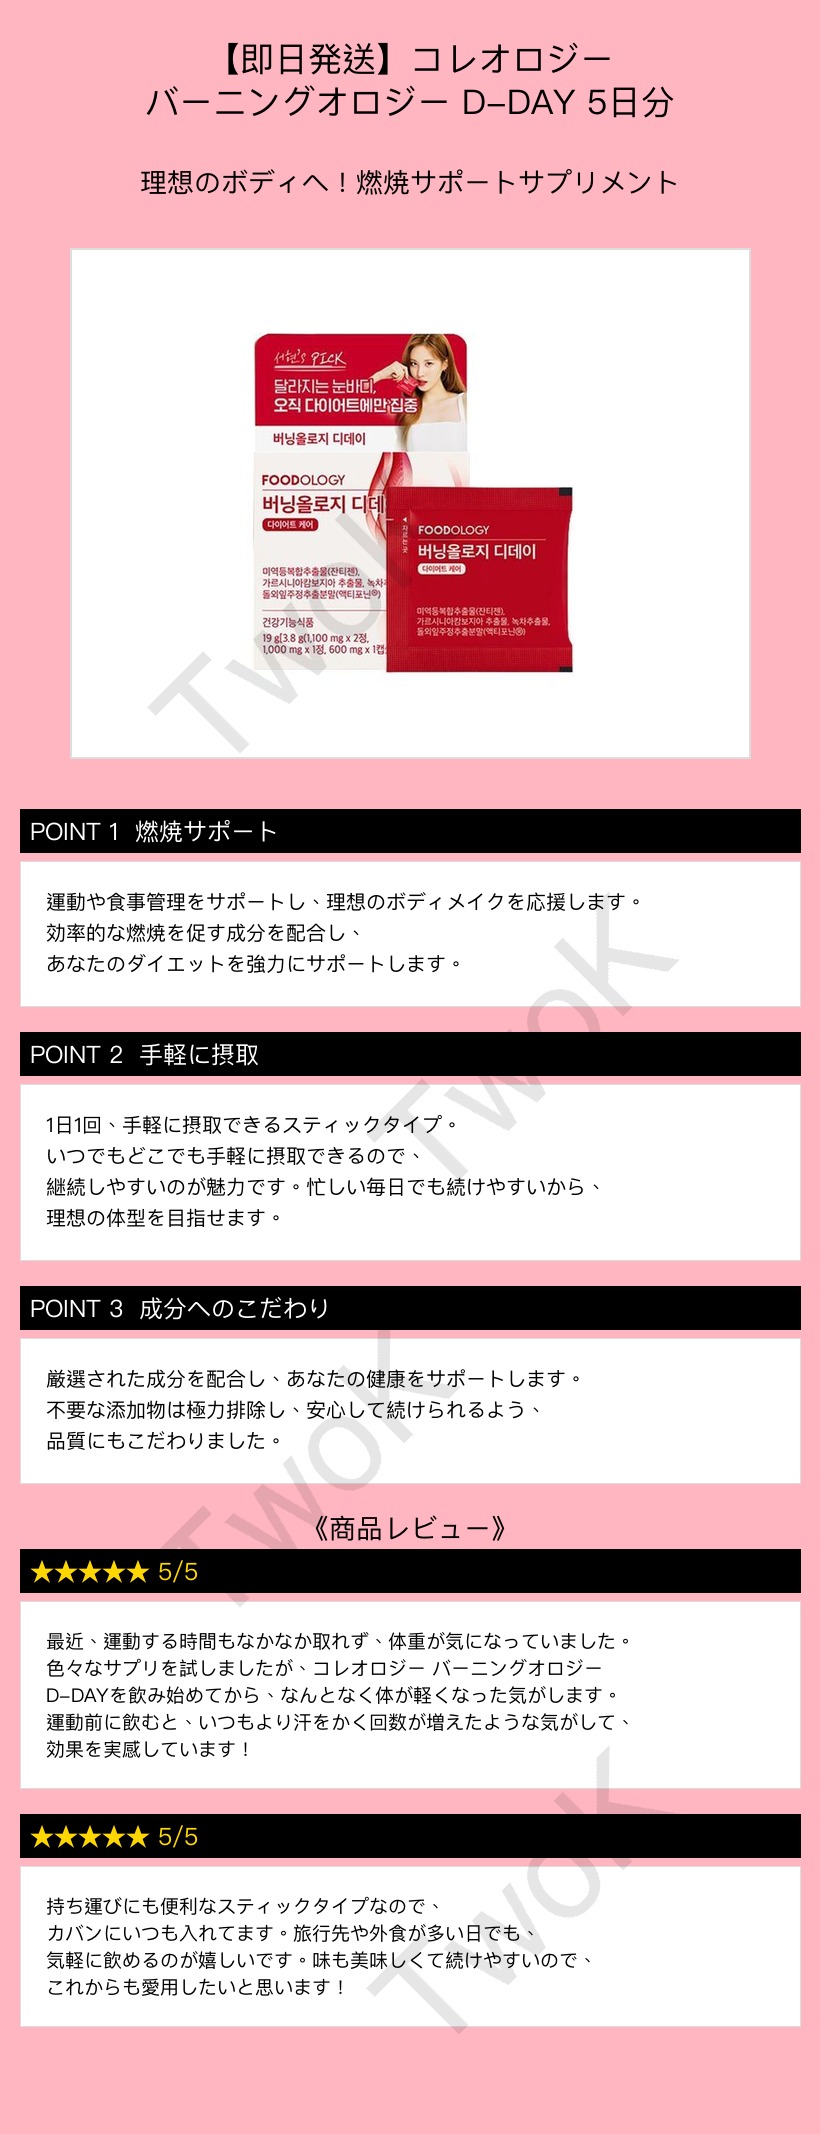 【即日発送】コレオロジー
バーニングオロジー D-DAY 5日分
理想のボディへ！燃焼サポートサプリメント
서현's PICK
달라지는 눈바디,
오직 다이어트에만 집중
버닝올로지 디데이
FOODOLOGY
버닝올로지 디데
다이어트 케어
미역등복합추출물(잔티젠),
가르시니아캄보지아 추출물, 녹차
돌외잎주정추출분말(액티포닌®)
건강기능식품
19 g[3.8 g(1,100 mg x 2정,
1,000 mg x 1정, 600 mg x 1캡
FOODOLOGY
버닝올로지 디데이
다이어트 케어
미역등복합추출물(잔티젠),
가르시니아캄보지아 추출물, 녹차추출물,
돌외잎주정추출분말(액티포닌®)
TwoK
POINT 1 燃焼サポート
運動や食事管理をサポートし、理想のボディメイクを応援します。
効率的な燃焼を促す成分を配合し、
あなたのダイエットを強力にサポートします。
TwoK
POINT 2 手軽に摂取
1日1回、手軽に摂取できるスティックタイプ。
いつでもどこでも手軽に摂取できるので、
継続しやすいのが魅力です。忙しい毎日でも続けやすいから、
理想の体型を目指せます。
POINT 3 成分へのこだわり
厳選された成分を配合し、あなたの健康をサポートします。
不要な添加物は極力排除し、安心して続けられるよう、
品質にもこだわりました。
TwoK
《商品レビュー》
★★★★★ 5/5
最近、運動する時間もなかなか取れず、体重が気になっていました。
色々なサプリを試しましたが、コレオロジー バーニングオロジー
D-DAYを飲み始めてから、なんとなく体が軽くなった気がします。
運動前に飲むと、いつもより汗をかく回数が増えたような気がして、
効果を実感しています！
★★★★★ 5/5
持ち運びにも便利なスティックタイプなので、
カバンにいつも入れてます。旅行先や外食が多い日でも、
気軽に飲めるのが嬉しいです。味も美味しくて続けやすいので、
これからも愛用したいと思います！
TwoK